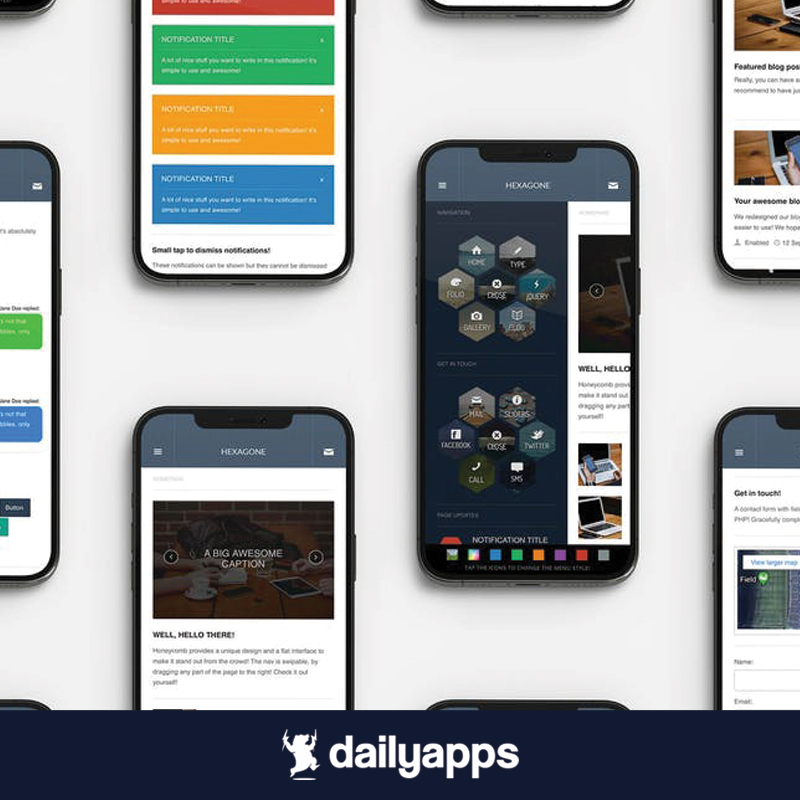 NOTIFICATION TITLE x
A lot of nice stuff you want to write in this notification! It's
simple to use and awesome!
NOTIFICATION TITLE x
A lot of nice stuff you want to write in this notification! It's
simple to use and awesome!
NOTIFICATION TITLE x
A lot of nice stuff you want to write in this notification! It's
simple to use and awesome!
Small tap to dismiss notifications!
These notifications can be shown but they cannot be dismissed
Featured blog pos
Really, you can have a
recommend to have jus
Your awesome blo
We redesigned our blo
easier to use! We hope
Enabled 12 Se
It's absolutely
Jane Doe replied:
's not that
bbles, only
Jane Doe replied:
's not that
bbles, only
Button
HEXAGONE
NAVIGATION
HOMEPAGE
HOME
TYPE
FOLIO
CLOSE
jQUERY
GALLERY
BLOG
GET IN TOUCH
MAIL
SLIDERS
FACEBOOK
CLOSE
TWITTER
CALL
SMS
PAGE UPDATES
NOTIFICATION TITLE
TAP THE ICONS TO CHANGE THE MENU STYLE!
WELL, HELLO
Honeycomb provi
make it stand out
dragging any part
yourself!
HEXAGONE
HOMEPAGE
A BIG AWESOME
CAPTION
WELL, HELLO THERE!
Honeycomb provides a unique design and a flat interface to
make it stand out from the crowd! The nav is swipable, by
dragging any part of the page to the right! Check it out
yourself!
Get in touch!
A contact form with fiel
PHP! Gracefully compl
View larger map
Field
Name:
Email:
dailyapps